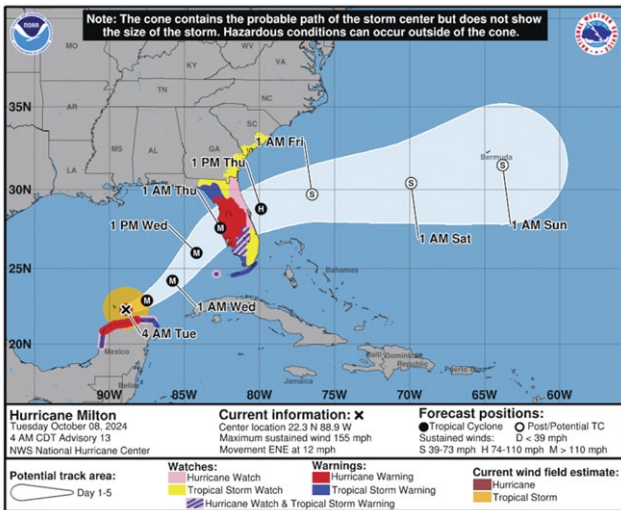 Note: The cone contains the probable path of the storm center but does not show
the size of the storm. Hazardous conditions can occur outside of the cone.
NOAA
MO
KY
VA
TN
NC
35N
AR
SC
MS
AL
GA
1 AM Fri
LA
1 PM Thu
Bermuda
S
30N
1 AM Thu
H
S
S
FL
M
1 PM Wed
M
1 AM Sun
1 AM Sat
25N
M
Bahamas
M
1 AM Wed
4 AM Tue
20N
Mexico
Haiti
Dominican
Republic
Jamaica
Puerto Rico
Belize
90W
85W
80W
75W
70W
65W
60W
Hurricane Milton
Tuesday October 08, 2024
4 AM CDT Advisory 13
NWS National Hurricane Center
Current information: ×
Center location 22.3 N 88.9 W
Maximum sustained wind 155 mph
Movement ENE at 12 mph
Forecast positions:
Tropical Cyclone Post/Potential TC
Sustained winds: D < 39 mph
S 39-73 mph H 74-110 mph M > 110 mph
Potential track area:
Day 1-5
Watches:
Hurricane Watch
Tropical Storm Watch
Warnings:
Hurricane Warning
Tropical Storm Warning
Hurricane Watch & Tropical Storm Warning
Current wind field estimate:
Hurricane
Tropical Storm